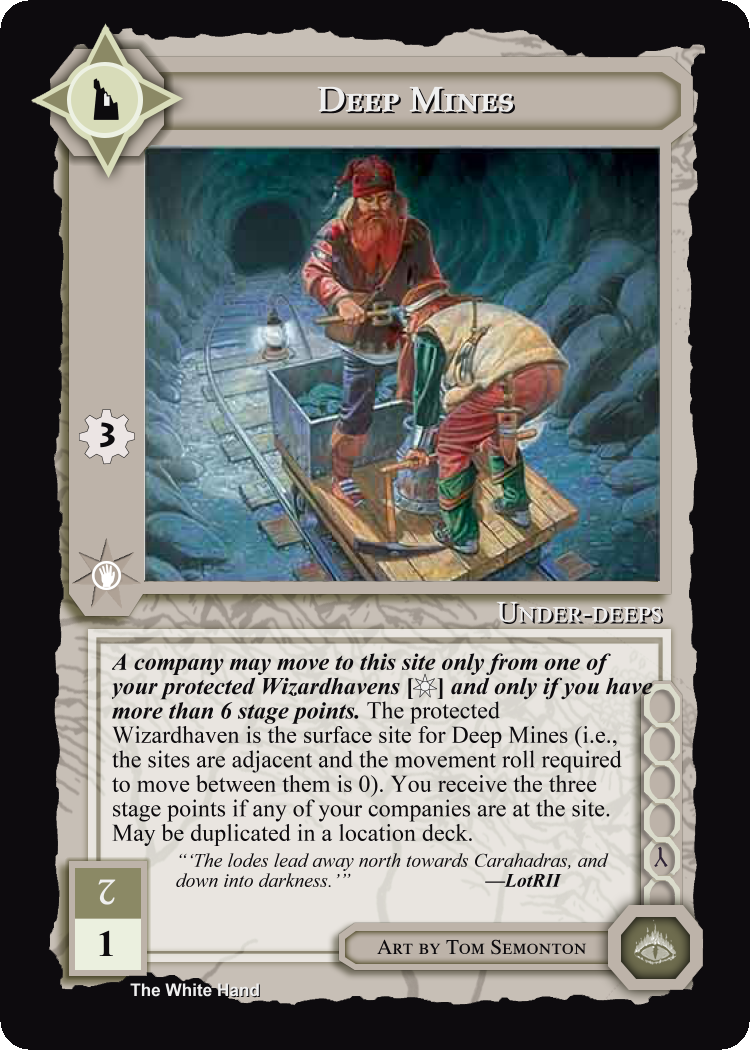 Deep Mines
3
Under-deeps
A company may move to this site only from one of
your protected Wizardhavens [] and only if you have
more than 6 stage points. The protected
Wizardhaven is the surface site for Deep Mines (i.e.,
the sites are adjacent and the movement roll required
to move between them is 0). You receive the three
stage points if any of your companies are at the site.
May be duplicated in a location deck.
“‘The lodes lead away north towards Carahadras, and
down into darkness.’” —LotRII
2
1
Art by Tom Semonton
The White Hand